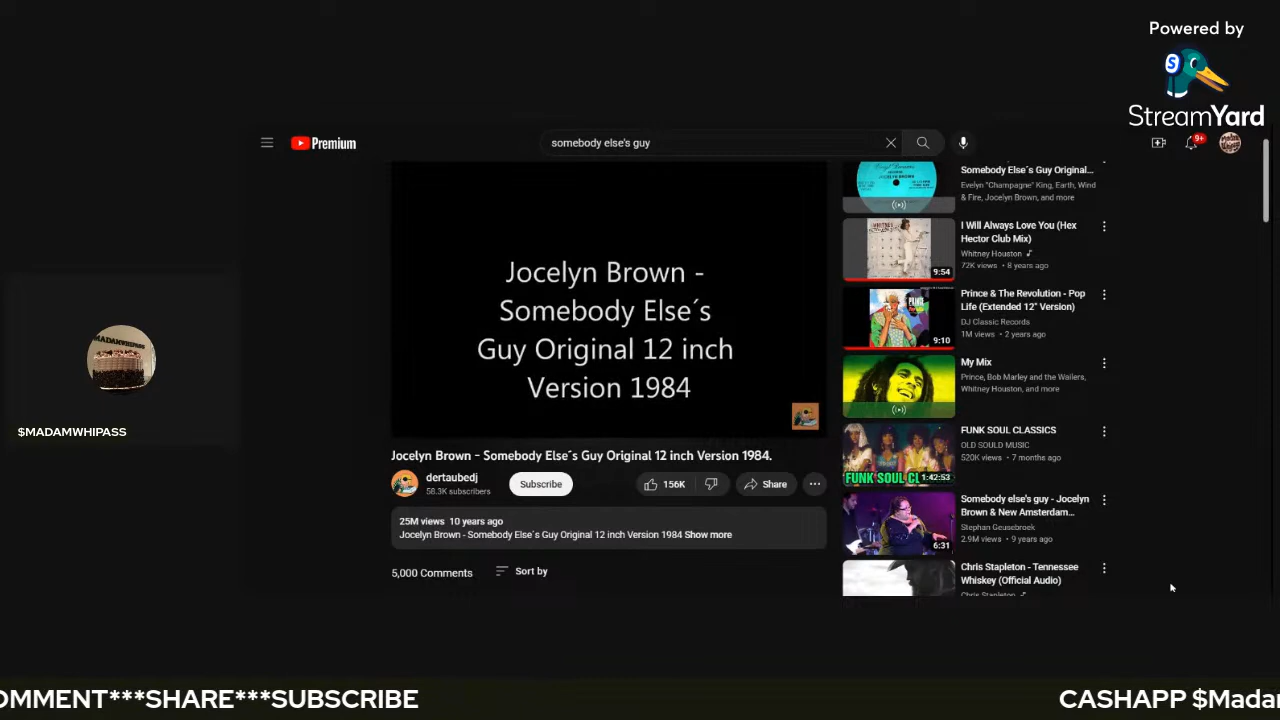 Powered by
S
StreamYard
Premium
somebody else's guy
9+
Jocelyn Brown -
Somebody Else´s
Guy Original 12 inch
Version 1984
Jocelyn Brown - Somebody Else´s Guy Original 12 inch Version 1984.
dertaubedj
58.3K subscribers
Subscribe
156K
Share
25M views 10 years ago
Jocelyn Brown - Somebody Else´s Guy Original 12 inch Version 1984 Show more
5,000 Comments
Sort by
Somebody Else´s Guy Original...
Evelyn "Champagne" King, Earth, Wind
& Fire, Jocelyn Brown, and more
I Will Always Love You (Hex
Hector Club Mix)
Whitney Houston
72K views • 8 years ago
9:54
Prince & The Revolution - Pop
Life (Extended 12" Version)
DJ Classic Records
1M views • 2 years ago
9:10
My Mix
Prince, Bob Marley and the Wailers,
Whitney Houston, and more
FUNK SOUL CLASSICS
OLD SOULD MUSIC
520K views • 7 months ago
FUNK SOUL CL
1:42:53
Somebody else's guy - Jocelyn
Brown & New Amsterdam...
Stephan Geusebroek
2.9M views • 9 years ago
6:31
Chris Stapleton - Tennessee
Whiskey (Official Audio)
Chris Stapleton
MADAMWHIPASS
$MADAMWHIPASS
OMMENT***SHARE***SUBSCRIBE
CASHAPP $Madar